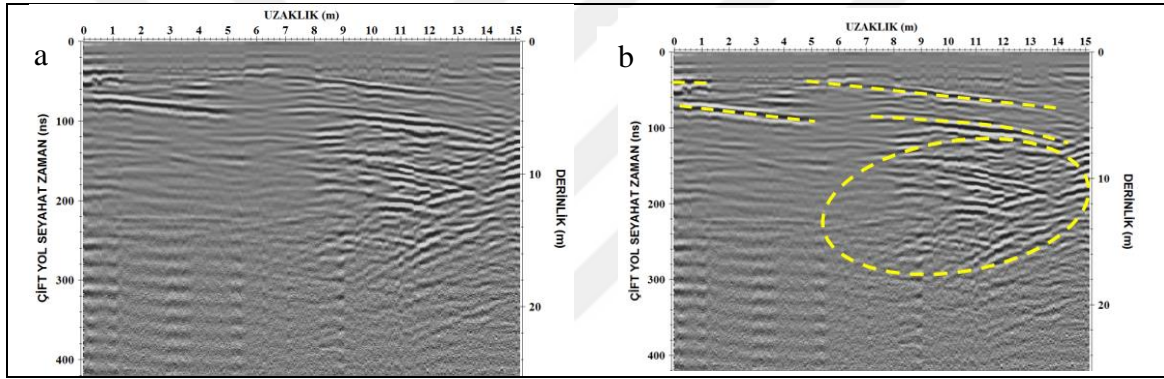 a
UZAKLIK (m)
0 1 2 3 4 5 6 7 8 9 10 11 12 13 14 15
ÇİFT YOL SEYAHAT ZAMAN (ns)
0
100
200
300
400
0
10
20
DERİNLİK (m)
b
UZAKLIK (m)
0 1 2 3 4 5 6 7 8 9 10 11 12 13 14 15
ÇİFT YOL SEYAHAT ZAMAN (ns)
0
100
200
300
400
0
10
20
DERİNLİK (m)